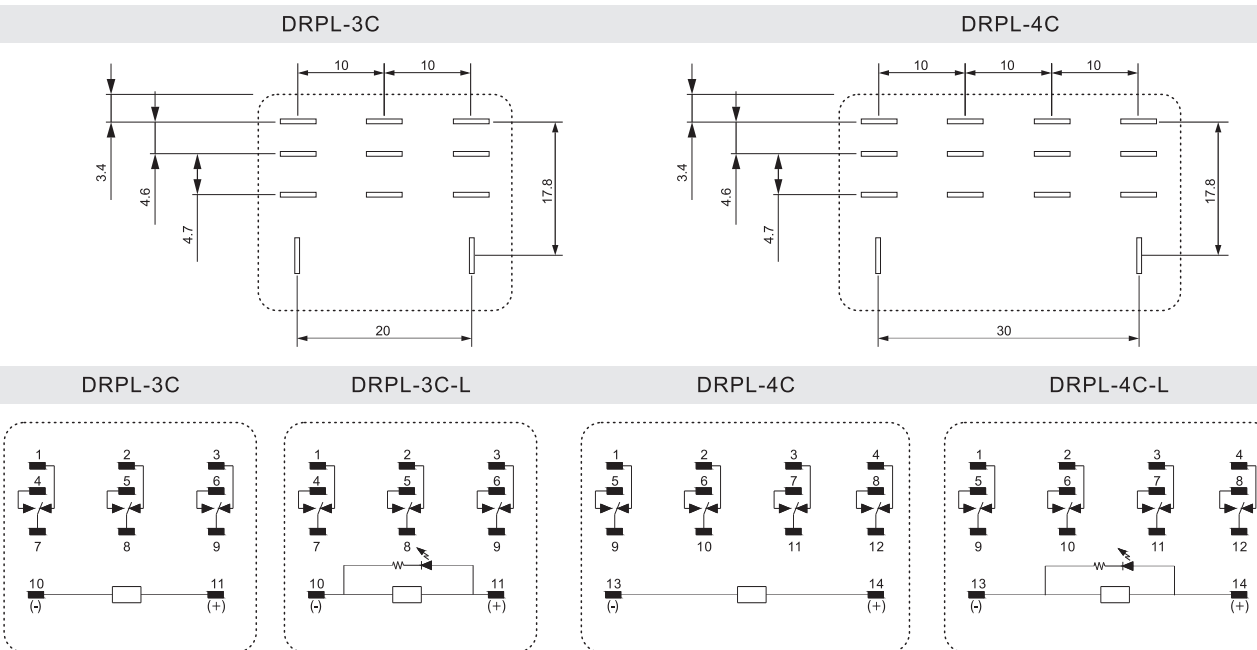 DRPL-3C DRPL-4C
10 10 10 10 10
3.4 4.6 4.7 17.8 3.4 4.6 4.7 17.8
20 30
DRPL-3C DRPL-3C-L DRPL-4C DRPL-4C-L
1 2 3 1 2 3 1 2 3 4 1 2 3 4
4 5 6 4 5 6 5 6 7 8 5 6 7 8
7 8 9 7 8 9 9 10 11 12 9 10 11 12
10 11 10 11 13 14 13 14
(-) (+) (-) (+) (-) (+) (-) (+)